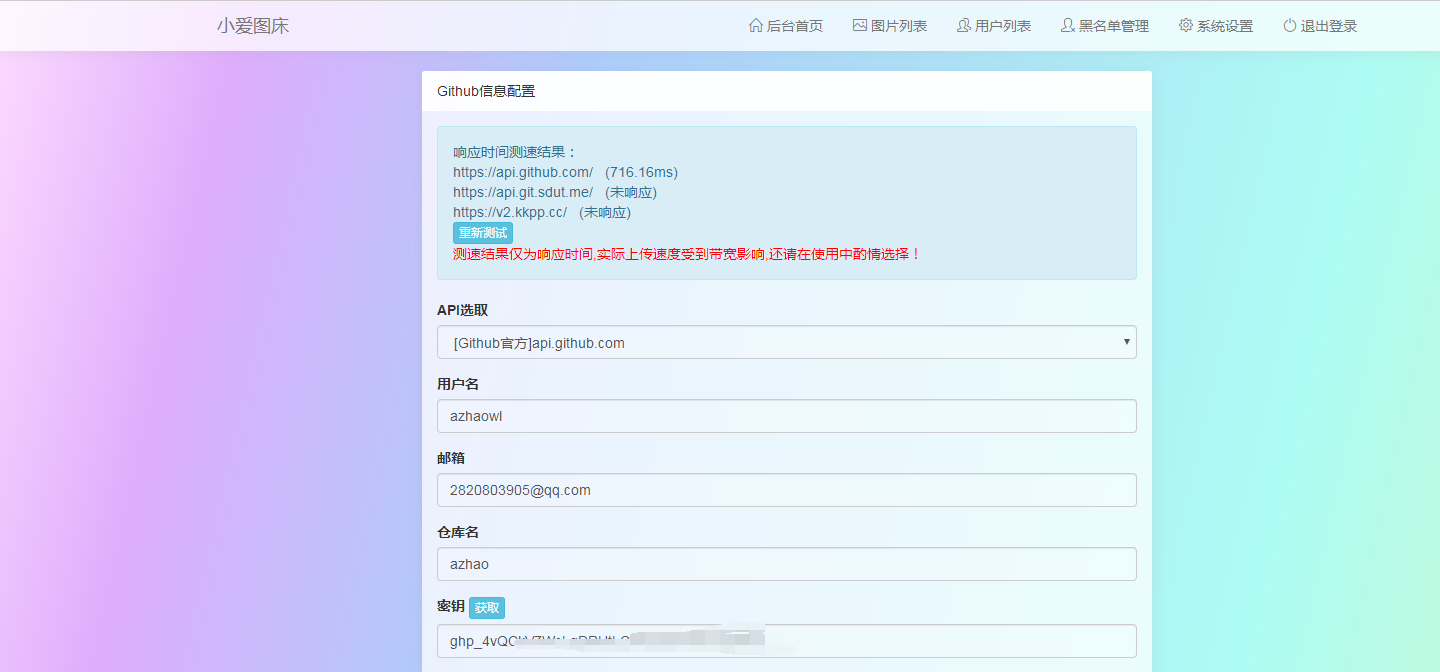 小爱图床
后台首页 图片列表 用户列表 黑名单管理 系统设置 退出登录
Github信息配置
响应时间测速结果：
https://api.github.com/ (716.16ms)
https://api.git.sdut.me/ (未响应)
https://v2.kkpp.cc/ (未响应)
重新测试
测速结果仅为响应时间,实际上传速度受到带宽影响,还请在使用中酌情选择！
API选取
[Github官方]api.github.com
用户名
azhaowl
邮箱
2820803905@qq.com
仓库名
azhao
密钥 获取